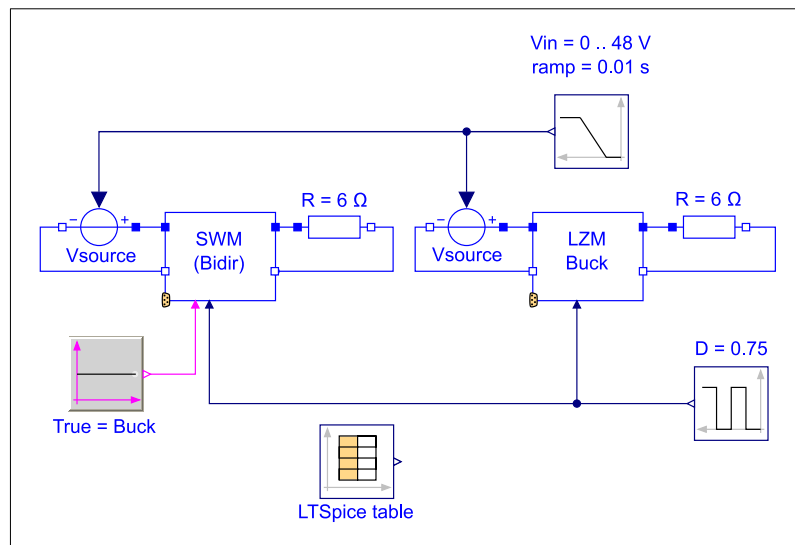 Vin = 0 .. 48 V
ramp = 0.01 s
R = 6 Ω
R = 6 Ω
− +
SWM
(Bidir)
− +
LZM
Buck
Vsource
Vsource
D = 0.75
True = Buck
LTSpice table